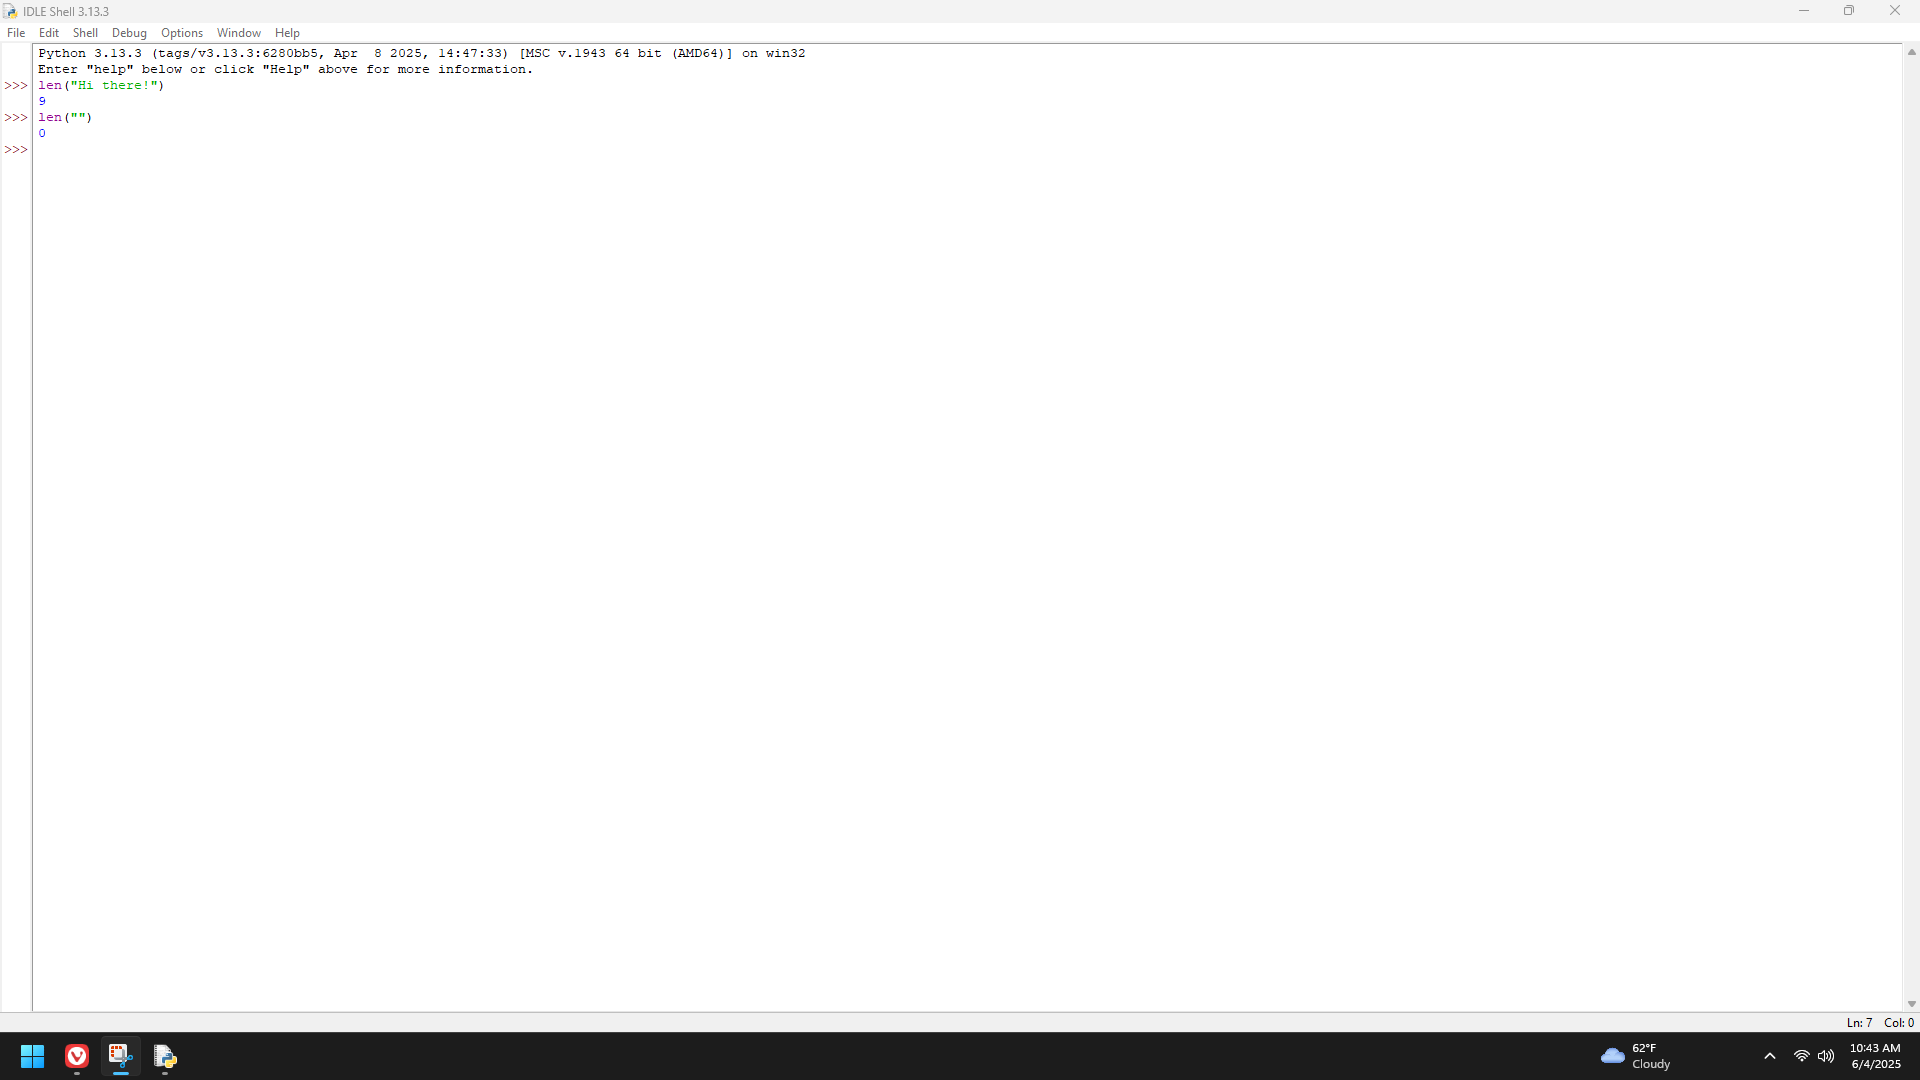 IDLE Shell 3.13.3
File Edit Shell Debug Options Window Help
Python 3.13.3 (tags/v3.13.3:6280bb5, Apr  8 2025, 14:47:33) [MSC v.1943 64 bit (AMD64)] on win32
Enter "help" below or click "Help" above for more information.
>>> len("Hi there!")
9
>>> len("")
0
>>>
Ln: 7 Col: 0
62°F
Cloudy
10:43 AM
6/4/2025